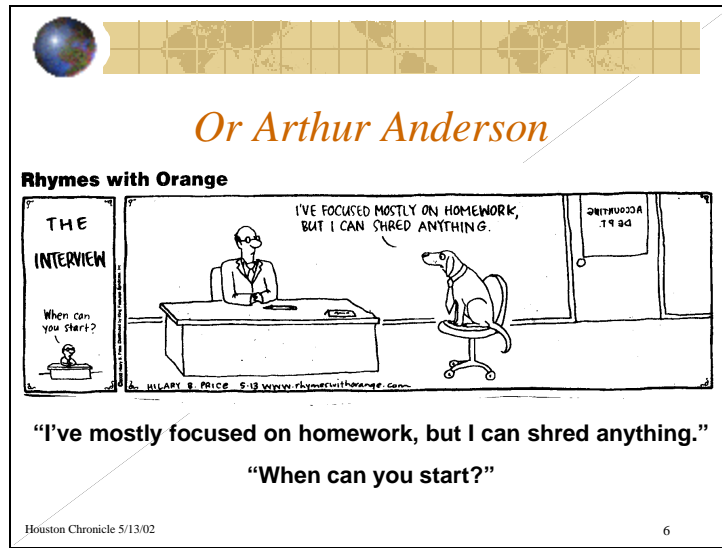 Or Arthur Anderson
Rhymes with Orange
THE
INTERVIEW
When can
you start?
I'VE FOCUSED MOSTLY ON HOMEWORK,
BUT I CAN SHRED ANYTHING.
ACCOUNTING
DEPT.
HILARY B. PRICE 5-13 www.rhymeswithorange.com
“I’ve mostly focused on homework, but I can shred anything.”
“When can you start?”
Houston Chronicle 5/13/02
6